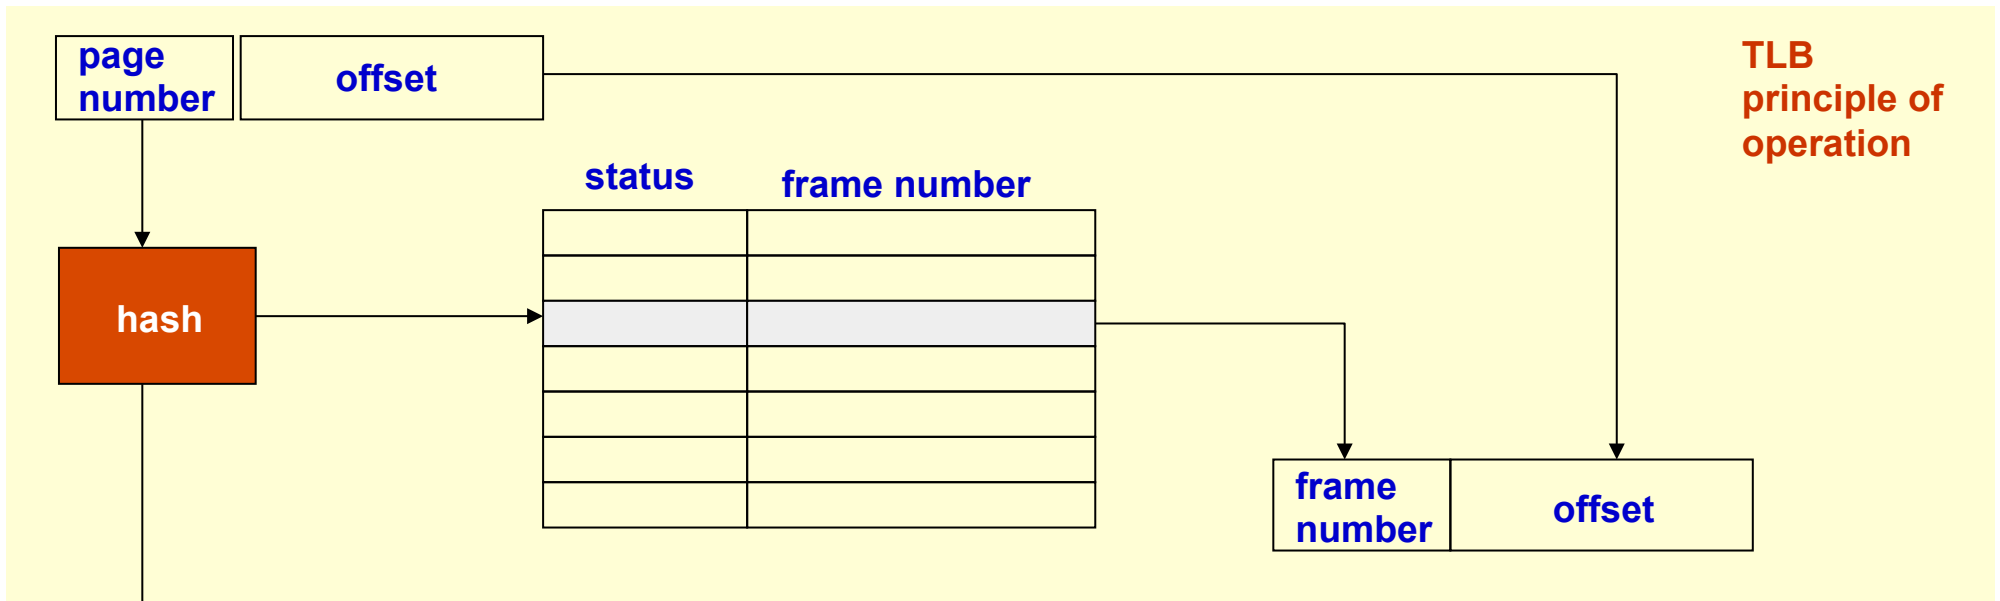 page
number
offset
TLB
principle of
operation
status
frame number
hash
frame
number
offset